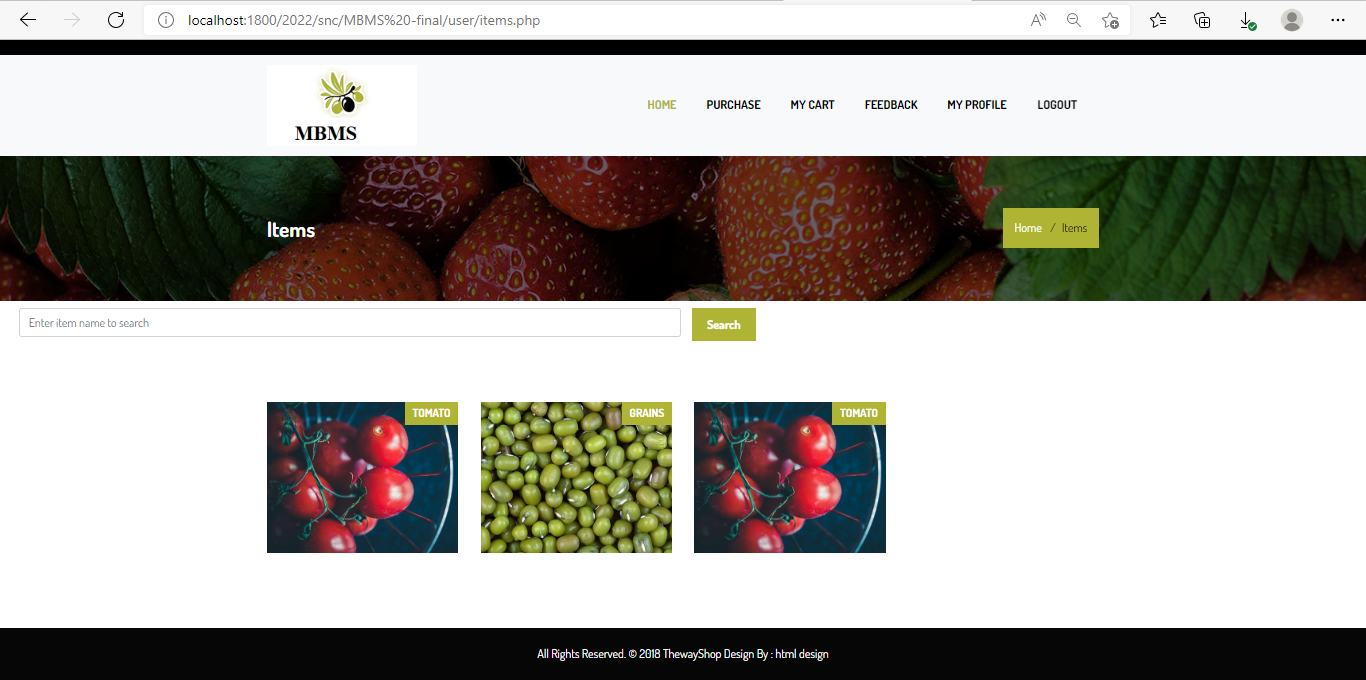 localhost:1800/2022/snc/MBMS%20-final/user/items.php
MBMS
HOME PURCHASE MY CART FEEDBACK MY PROFILE LOGOUT
Items
Home / Items
Enter item name to search Search
TOMATO GRAINS TOMATO
All Rights Reserved. © 2018 ThewayShop Design By : html design